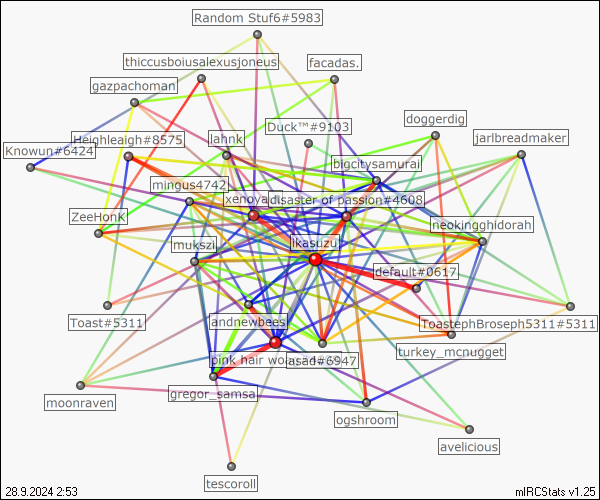 Random Stuf6#5983
thiccusboiusalexusjoneus
facadas.
gazpachoman
doggerdig
Duck™#9103
lahnk
jarlbreadmaker
Heighleaigh#8575
Knowun#6424
bigcitysamurai
mingus4742
xenoya
disaster of passion#4608
ZeeHonK
neokingghidorah
mukszi
ikasuzu
default#0617
Toast#5311
andnewbees
ToastephBroseph5311#5311
turkey_mcnugget
pink hair wo
asad#6947
gregor_samsa
moonraven
ogshroom
avelicious
tescoroll
28.9.2024 2:53
mIRCStats v1.25